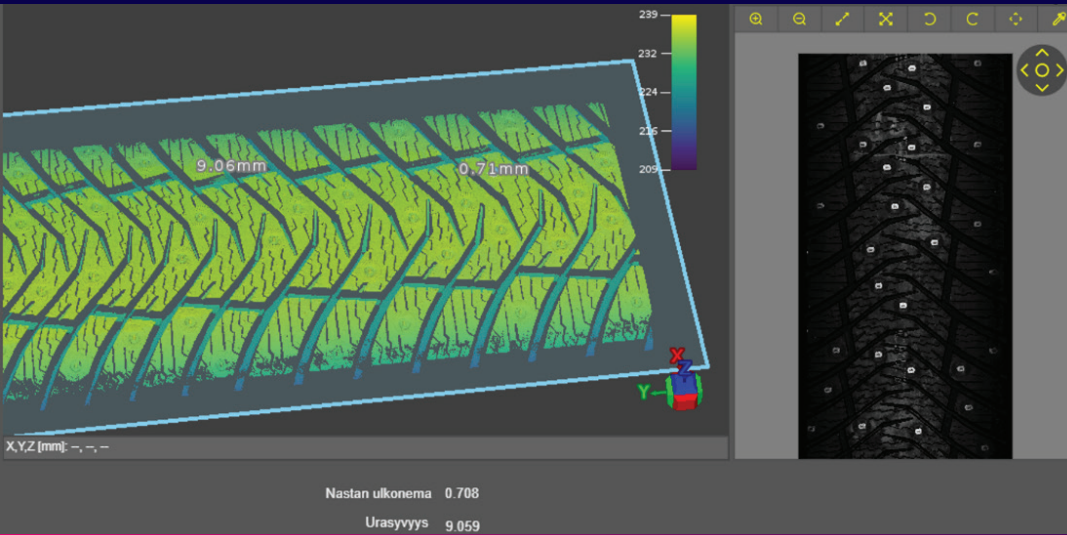 239
232
224
216
209
9.06mm
0.71mm
X
Z
Y
X,Y,Z [mm]: --, --, --
Nastan ulkonema 0.708
Urasyvyys 9.059